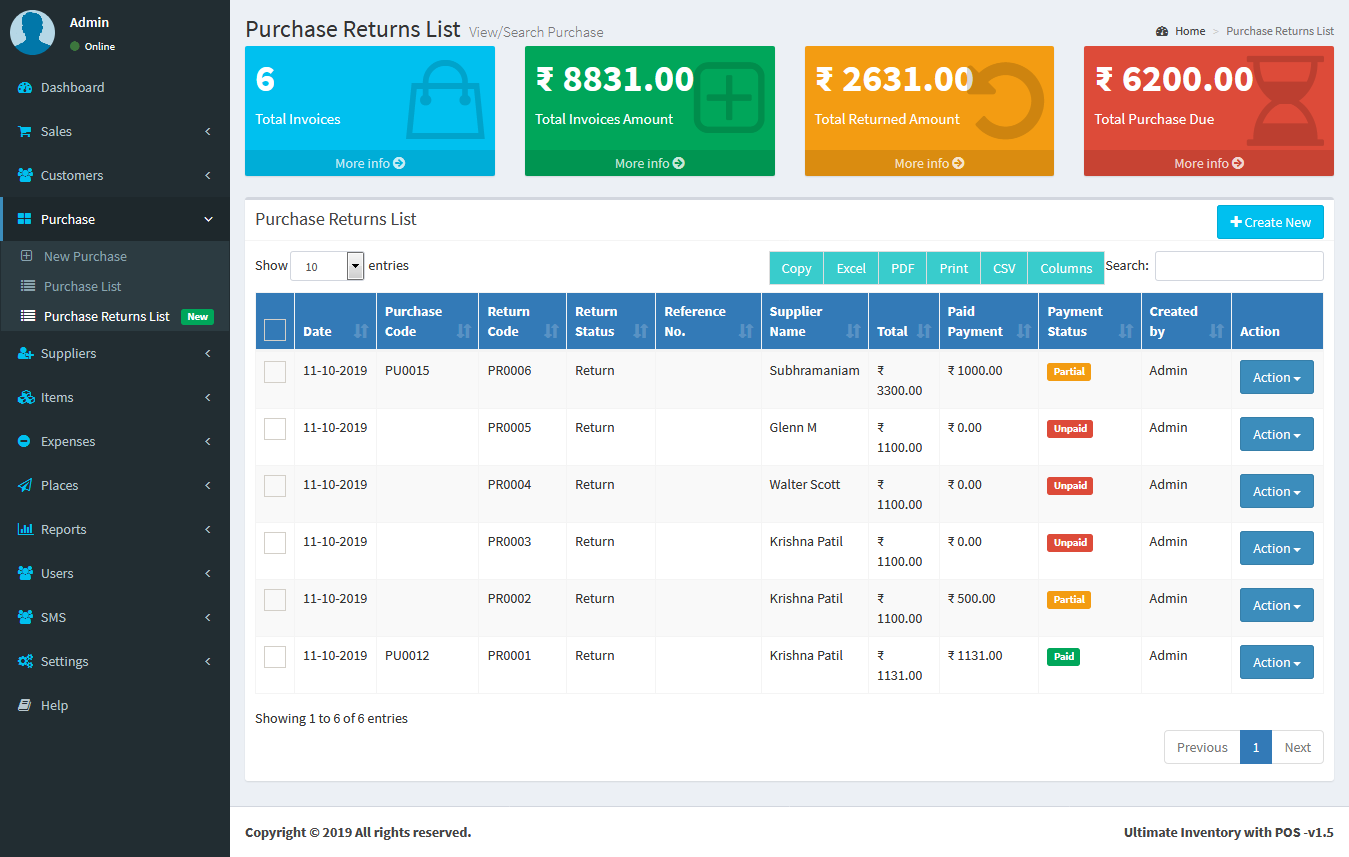 Admin
Online
Dashboard
Sales
Customers
Purchase
New Purchase
Purchase List
Purchase Returns List New
Suppliers
Items
Expenses
Places
Reports
Users
SMS
Settings
Help
Purchase Returns List View/Search Purchase
Home > Purchase Returns List
6
Total Invoices
More info
₹ 8831.00
Total Invoices Amount
More info
₹ 2631.00
Total Returned Amount
More info
₹ 6200.00
Total Purchase Due
More info
Purchase Returns List
Create New
Show 10 entries
Copy Excel PDF Print CSV Columns Search:
Date Purchase Code Return Code Return Status Reference No. Supplier Name Total Paid Payment Payment Status Created by Action
11-10-2019 PU0015 PR0006 Return Subhramaniam ₹ 3300.00 ₹ 1000.00 Partial Admin Action
11-10-2019 PR0005 Return Glenn M ₹ 1100.00 ₹ 0.00 Unpaid Admin Action
11-10-2019 PR0004 Return Walter Scott ₹ 1100.00 ₹ 0.00 Unpaid Admin Action
11-10-2019 PR0003 Return Krishna Patil ₹ 1100.00 ₹ 0.00 Unpaid Admin Action
11-10-2019 PR0002 Return Krishna Patil ₹ 1100.00 ₹ 500.00 Partial Admin Action
11-10-2019 PU0012 PR0001 Return Krishna Patil ₹ 1131.00 ₹ 1131.00 Paid Admin Action
Showing 1 to 6 of 6 entries
Previous 1 Next
Copyright © 2019 All rights reserved.
Ultimate Inventory with POS -v1.5